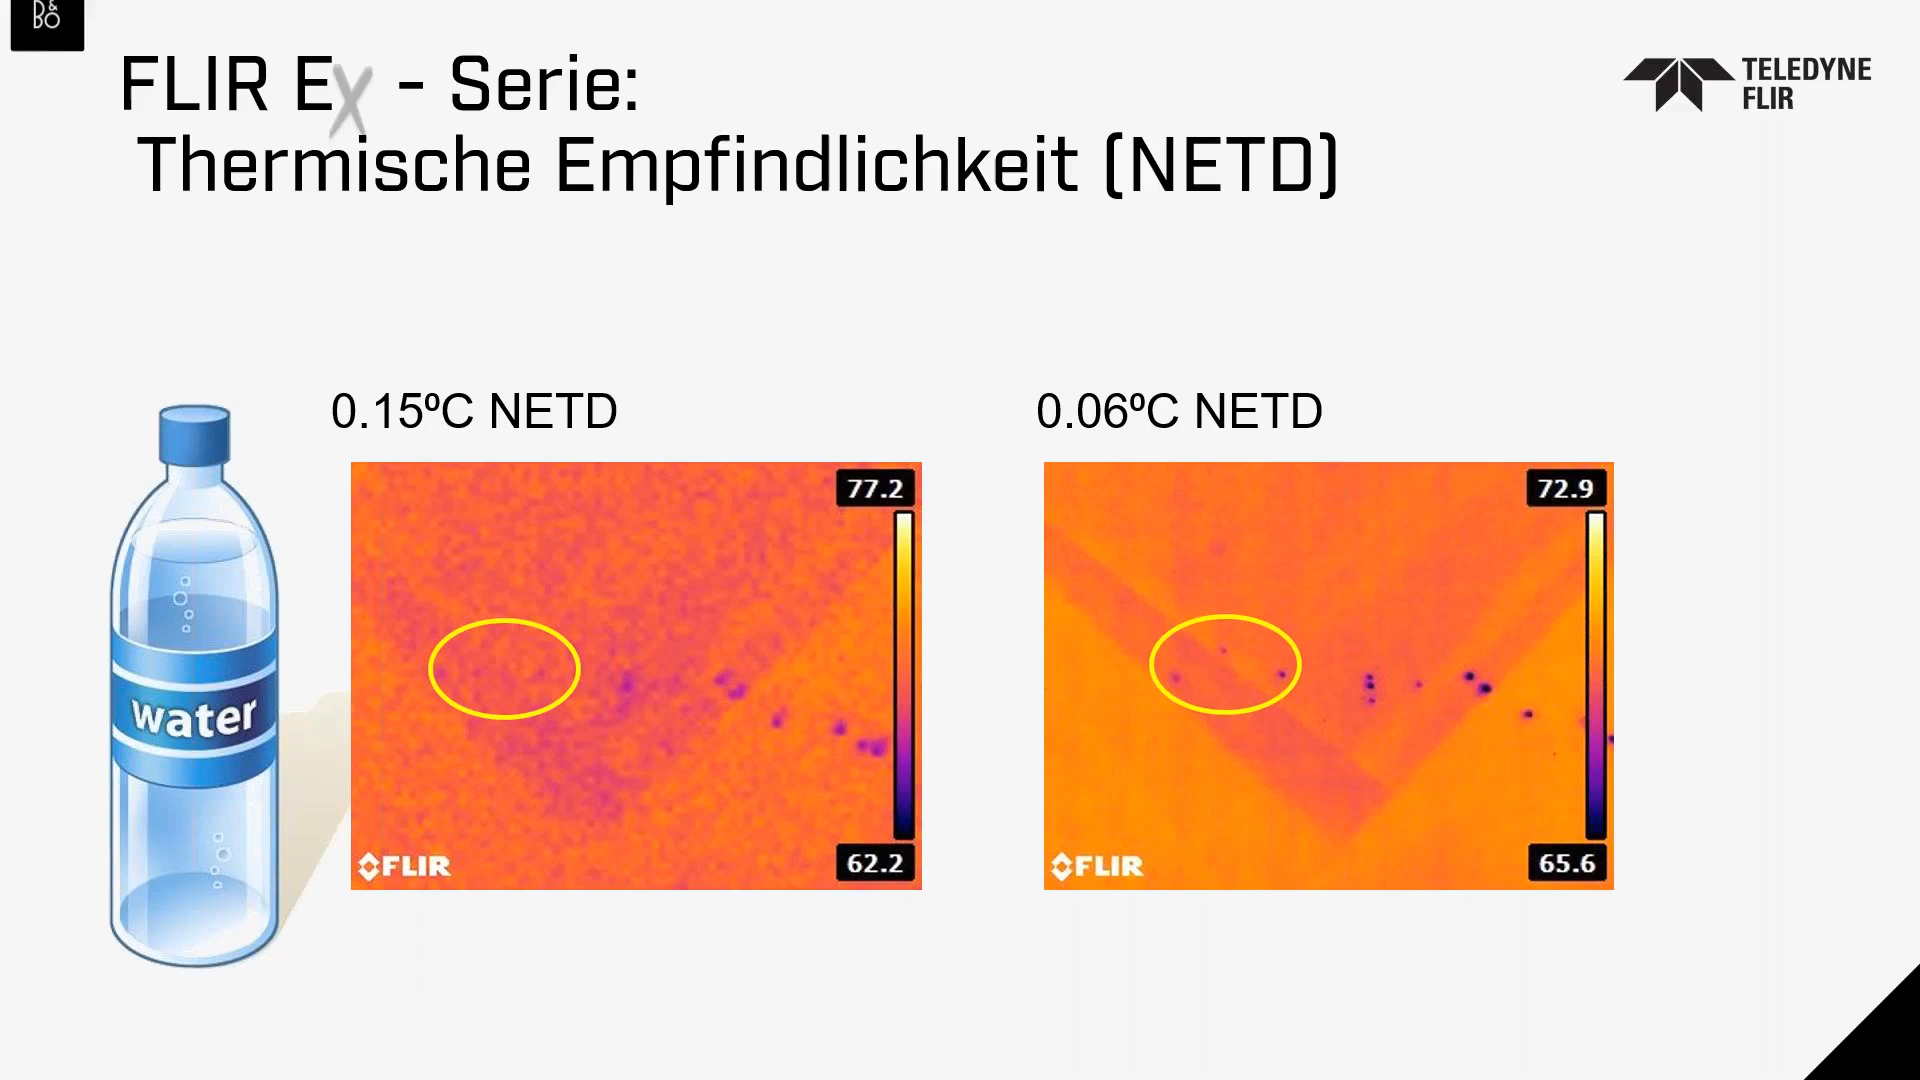 B&
BO
FLIR Ex - Serie:
Thermische Empfindlichkeit (NETD)
TELEDYNE
FLIR
0.15ºC NETD
0.06ºC NETD
water
77.2
62.2
FLIR
72.9
65.6
FLIR